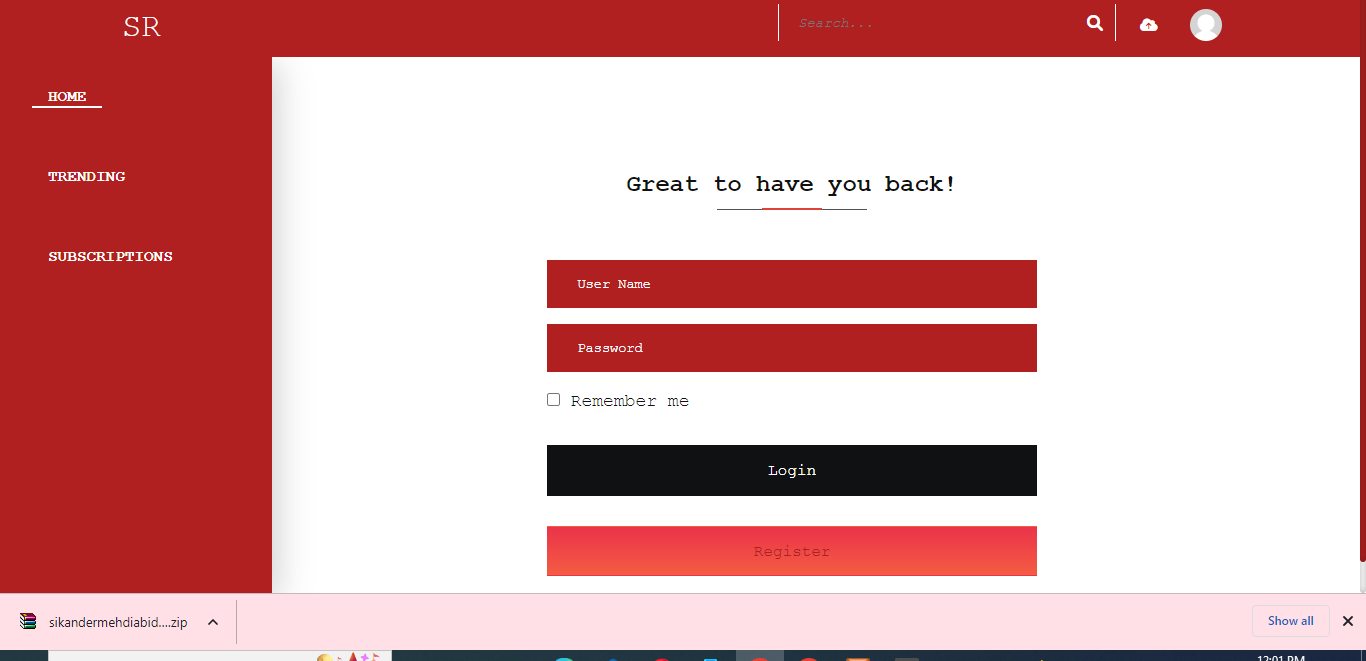 SR
Search...
HOME
TRENDING
SUBSCRIPTIONS
Great to have you back!
User Name
Password
Remember me
Login
Register
sikandermehdiabid....zip
Show all
12:01 PM